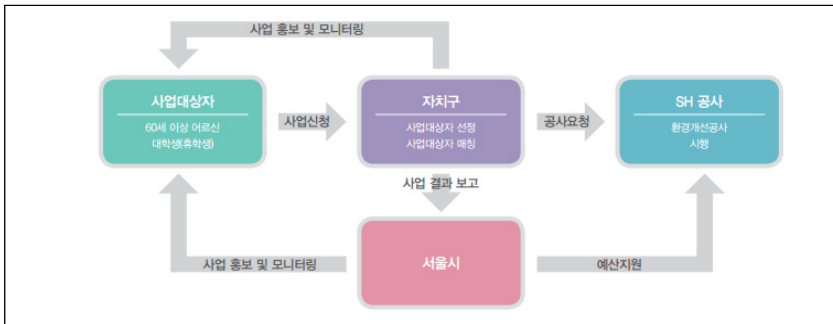 사업 홍보 및 모니터링
사업대상자
60세 이상 어르신
대학생(휴학생)
사업신청
자치구
사업대상자 선정
사업대상자 매칭
공사요청
SH 공사
환경개선공사
시행
사업 결과 보고
사업 홍보 및 모니터링
서울시
예산지원